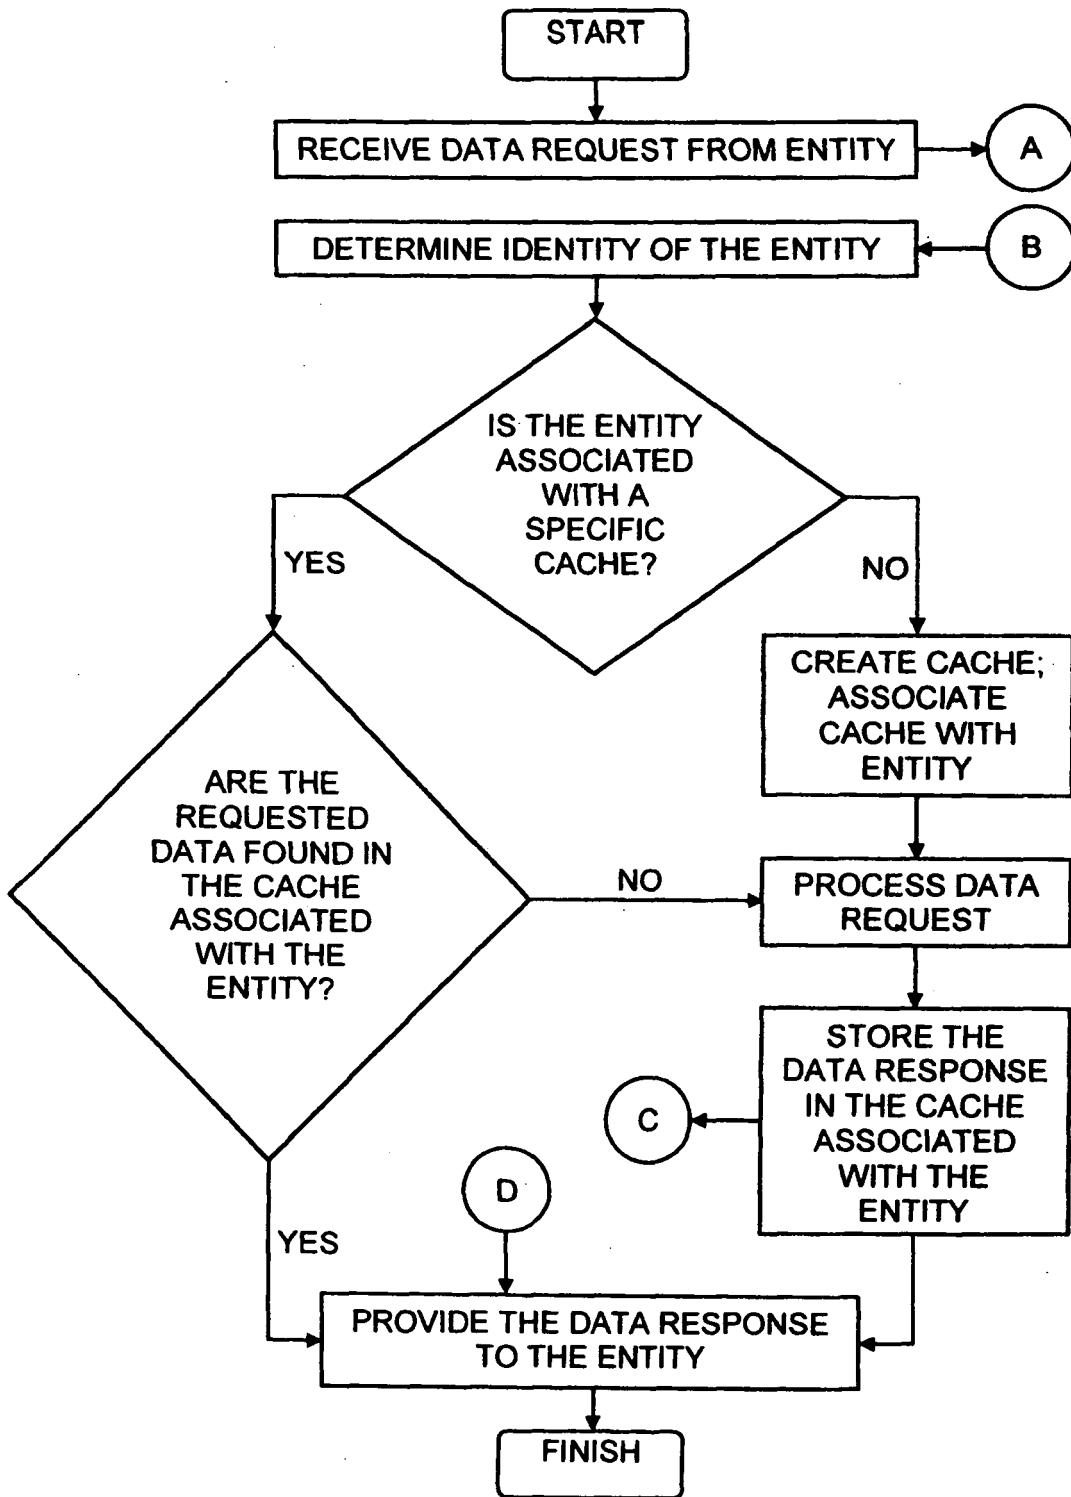 START
RECEIVE DATA REQUEST FROM ENTITY
A
DETERMINE IDENTITY OF THE ENTITY
B
IS THE ENTITY
ASSOCIATED
WITH A
SPECIFIC
CACHE?
YES
NO
CREATE CACHE;
ASSOCIATE
CACHE WITH
ENTITY
ARE THE
REQUESTED
DATA FOUND IN
THE CACHE
ASSOCIATED
WITH THE
ENTITY?
NO
PROCESS DATA
REQUEST
STORE THE
DATA RESPONSE
IN THE CACHE
ASSOCIATED
WITH THE
ENTITY
C
D
YES
PROVIDE THE DATA RESPONSE
TO THE ENTITY
FINISH